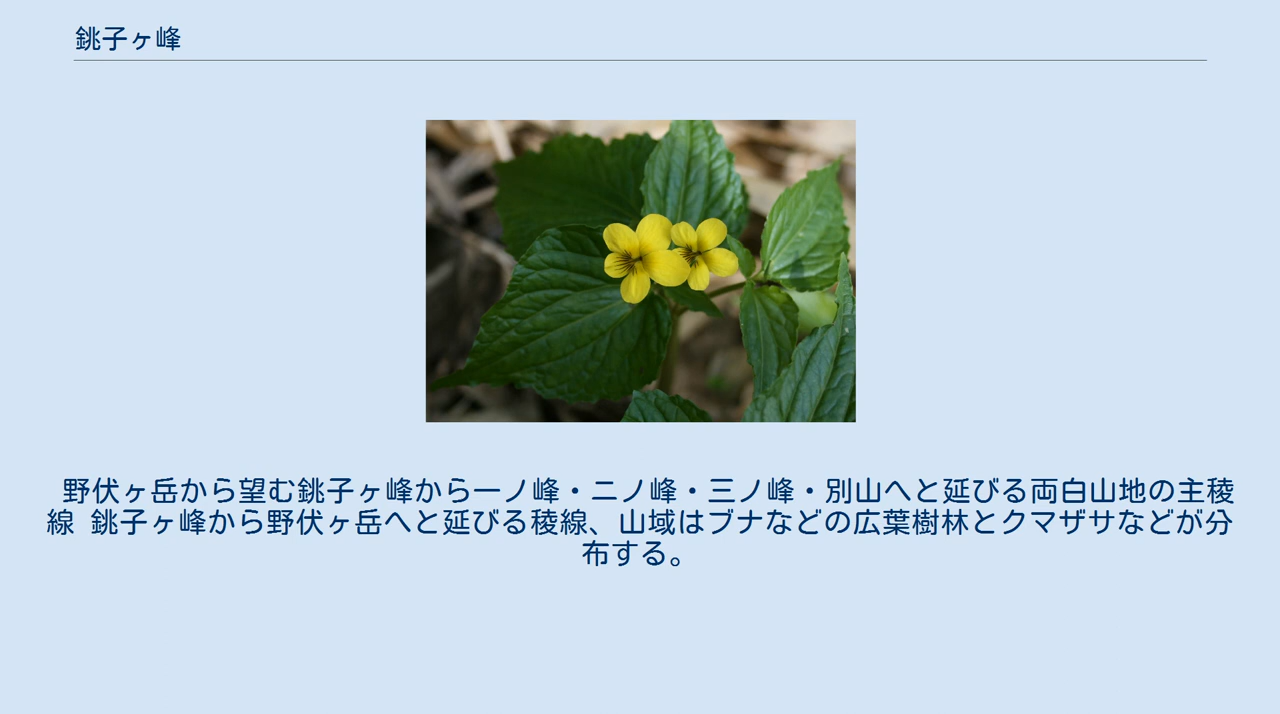 銚子ヶ峰
野伏ヶ岳から望む銚子ヶ峰から一ノ峰・二ノ峰・三ノ峰・別山へと延びる両白山地の主稜
線 銚子ヶ峰から野伏ヶ岳へと延びる稜線、山域はブナなどの広葉樹林とクマザサなどが分
布する。